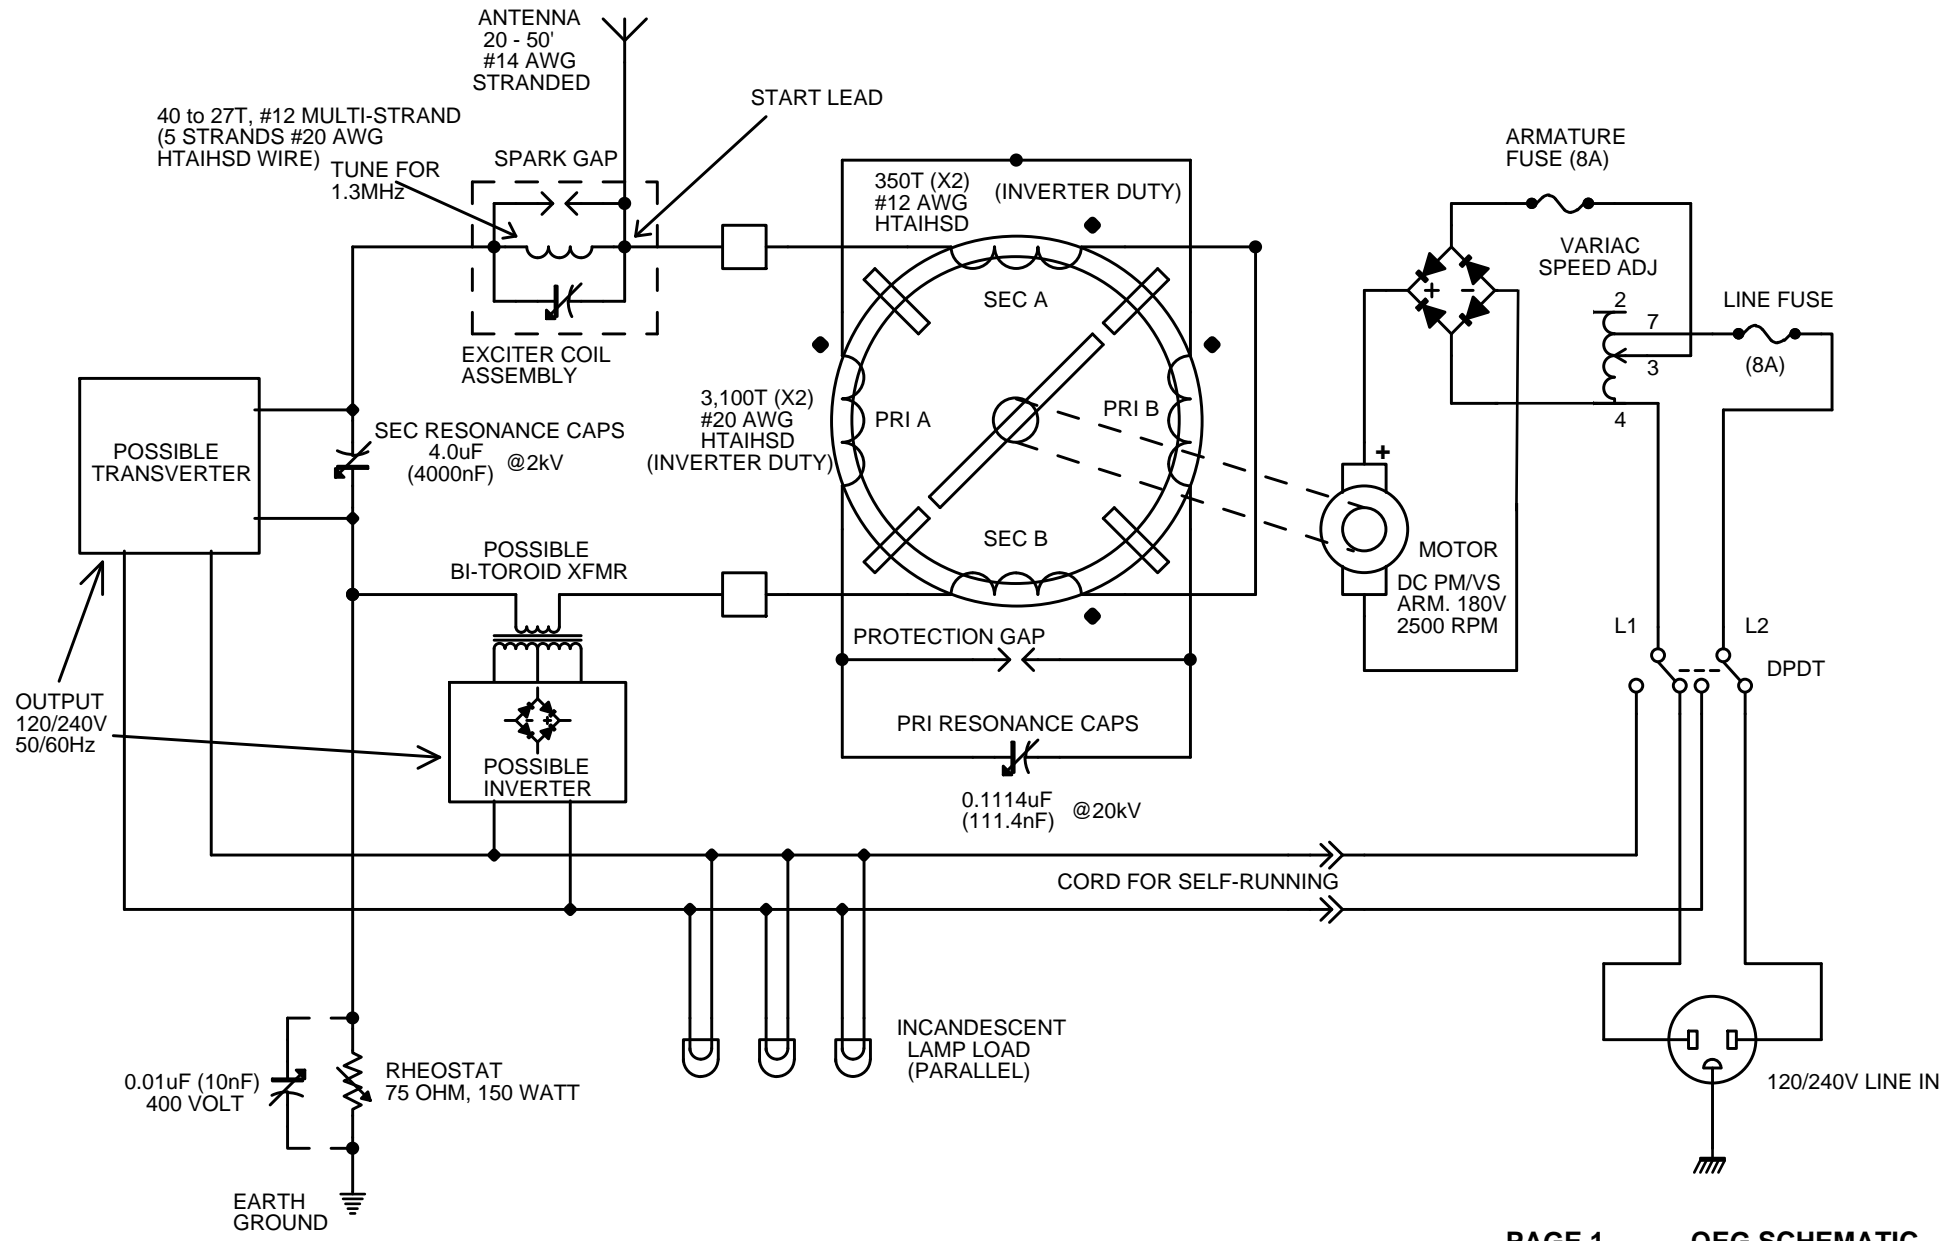 ANTENNA
20 - 50'
#14 AWG
STRANDED
START LEAD
40 to 27T, #12 MULTI-STRAND
(5 STRANDS #20 AWG
HTAIHSD WIRE)
TUNE FOR
1.3MHz
SPARK GAP
EXCITER COIL
ASSEMBLY
350T (X2)
#12 AWG
HTAIHSD
(INVERTER DUTY)
SEC A
PRI A
PRI B
SEC B
3,100T (X2)
#20 AWG
HTAIHSD
(INVERTER DUTY)
ARMATURE
FUSE (8A)
VARIAC
SPEED ADJ
2
7
3
4
LINE FUSE
(8A)
+
-
+
MOTOR
DC PM/VS
ARM. 180V
2500 RPM
POSSIBLE
TRANSVERTER
SEC RESONANCE CAPS
4.0uF
(4000nF)
@2kV
POSSIBLE
BI-TOROID XFMR
PROTECTION GAP
PRI RESONANCE CAPS
0.1114uF
(111.4nF)
@20kV
L1
L2
DPDT
OUTPUT
120/240V
50/60Hz
- +
POSSIBLE
INVERTER
CORD FOR SELF-RUNNING
INCANDESCENT
LAMP LOAD
(PARALLEL)
0.01uF (10nF)
400 VOLT
RHEOSTAT
75 OHM, 150 WATT
EARTH
GROUND
120/240V LINE IN
PAGE 1
QEG SCHEMATIC